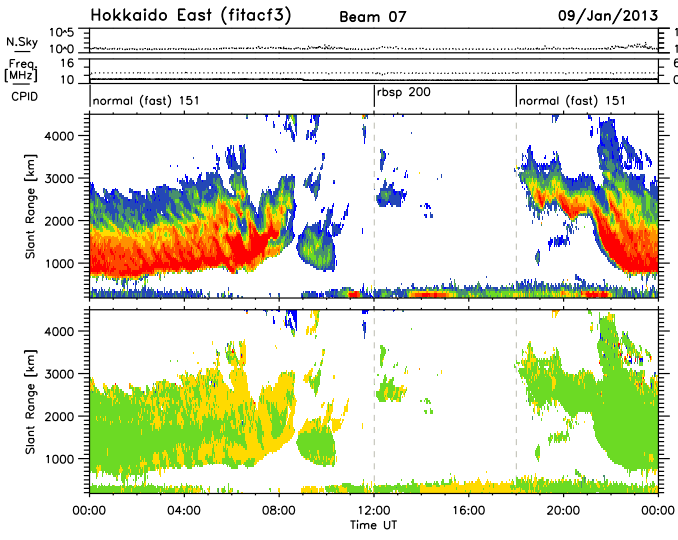 Hokkaido East (fitacf3) Beam 07 09/Jan/2013
N.Sky 10^5 10^0 1 1
Freq. [MHz] 16 10 6 0
CPID normal (fast) 151 rbsp 200 normal (fast) 151
Slant Range [km] 4000 3000 2000 1000
Slant Range [km] 4000 3000 2000 1000
00:00 04:00 08:00 12:00 16:00 20:00 00:00
Time UT